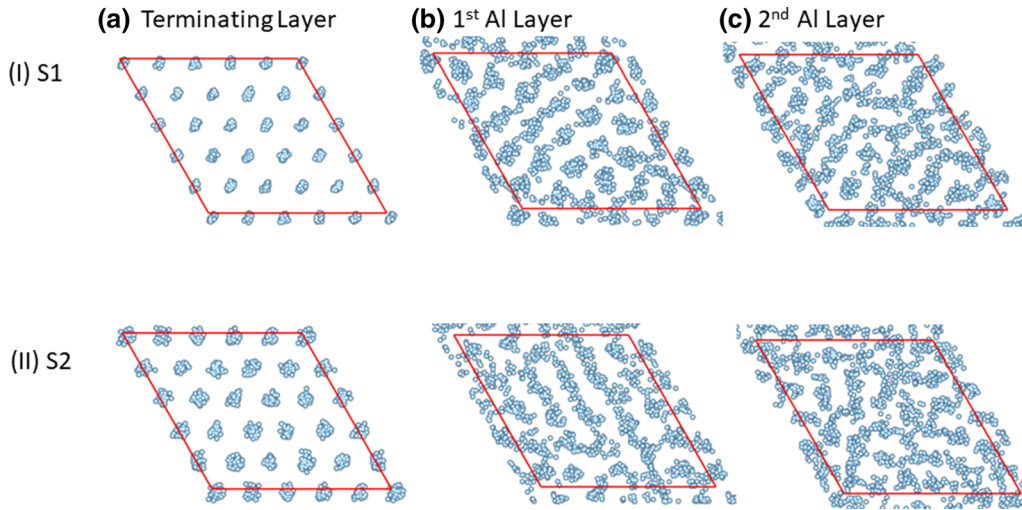 (a) Terminating Layer (b) 1st Al Layer (c) 2nd Al Layer
(I) S1
(II) S2